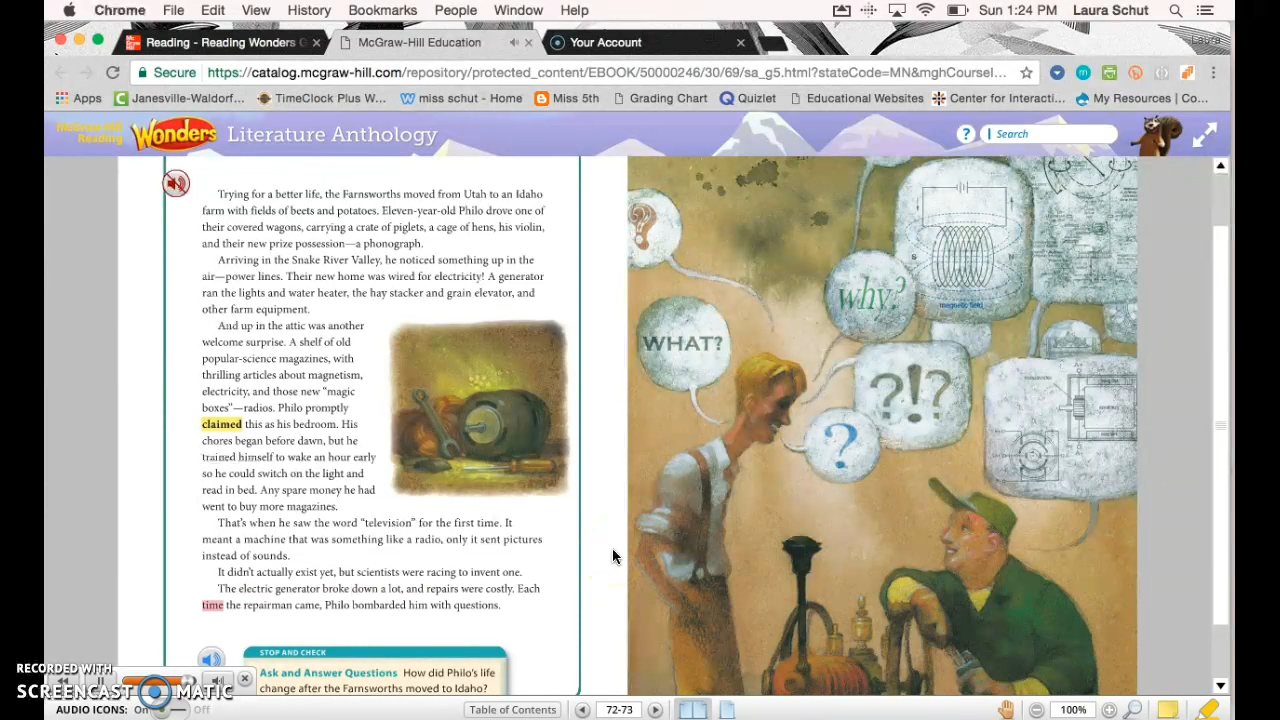 Chrome File Edit View History Bookmarks People Window Help Sun 1:24 PM Laura Schut
Reading - Reading Wonders McGraw-Hill Education Your Account Laura
Secure https://catalog.mcgraw-hill.com/repository/protected_content/EBOOK/50000246/30/69/sa_g5.html?stateCode=MN&mghCourseI...
Apps Janesville-Waldorf... TimeClock Plus W... miss schut - Home Miss 5th Grading Chart Quizlet Educational Websites Center for Interacti... My Resources | Co...
McGraw-Hill Reading Wonders Literature Anthology ? Search
Trying for a better life, the Farnsworths moved from Utah to an Idaho
farm with fields of beets and potatoes. Eleven-year-old Philo drove one of
their covered wagons, carrying a crate of piglets, a cage of hens, his violin,
and their new prize possession—a phonograph.
Arriving in the Snake River Valley, he noticed something up in the
air—power lines. Their new home was wired for electricity! A generator
ran the lights and water heater, the hay stacker and grain elevator, and
other farm equipment.
And up in the attic was another
welcome surprise. A shelf of old
popular-science magazines, with
thrilling articles about magnetism,
electricity, and those new “magic
boxes”—radios. Philo promptly
claimed this as his bedroom. His
chores began before dawn, but he
trained himself to wake an hour early
so he could switch on the light and
read in bed. Any spare money he had
went to buy more magazines.
That’s when he saw the word “television” for the first time. It
meant a machine that was something like a radio, only it sent pictures
instead of sounds.
It didn’t actually exist yet, but scientists were racing to invent one.
The electric generator broke down a lot, and repairs were costly. Each
time the repairman came, Philo bombarded him with questions.
STOP AND CHECK
Ask and Answer Questions How did Philo’s life
change after the Farnsworths moved to Idaho?
?
WHAT?
why?
S N
magnetic field
?!?
?
RECORDED WITH
SCREENCAST MATIC
AUDIO ICONS: On Off Table of Contents 72-73 100%